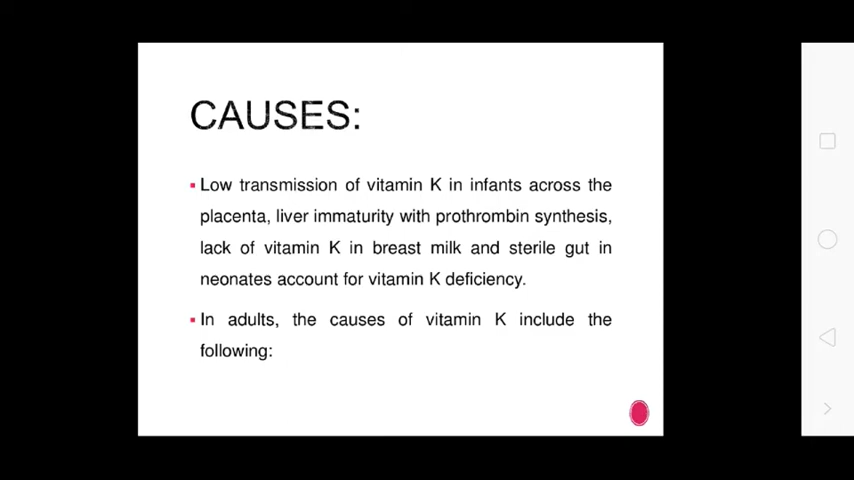 CAUSES:
Low transmission of vitamin K in infants across the
placenta, liver immaturity with prothrombin synthesis,
lack of vitamin K in breast milk and sterile gut in
neonates account for vitamin K deficiency.
In adults, the causes of vitamin K include the
following: